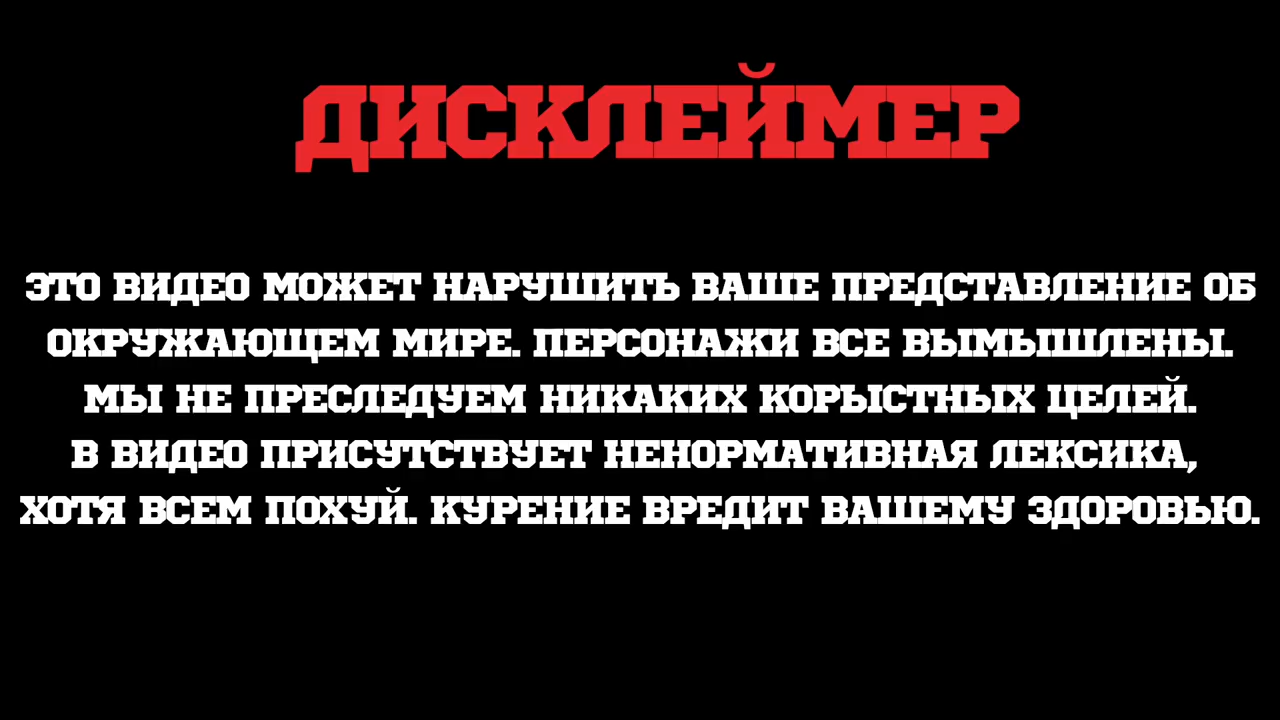 ДИСКЛЕЙМЕР
ЭТО ВИДЕО МОЖЕТ НАРУШИТЬ ВАШЕ ПРЕДСТАВЛЕНИЕ ОБ
ОКРУЖАЮЩЕМ МИРЕ. ПЕРСОНАЖИ ВСЕ ВЫМЫШЛЕНЫ.
МЫ НЕ ПРЕСЛЕДУЕМ НИКАКИХ КОРЫСТНЫХ ЦЕЛЕЙ.
В ВИДЕО ПРИСУТСТВУЕТ НЕНОРМАТИВНАЯ ЛЕКСИКА,
ХОТЯ ВСЕМ ПОХУЙ. КУРЕНИЕ ВРЕДИТ ВАШЕМУ ЗДОРОВЬЮ.